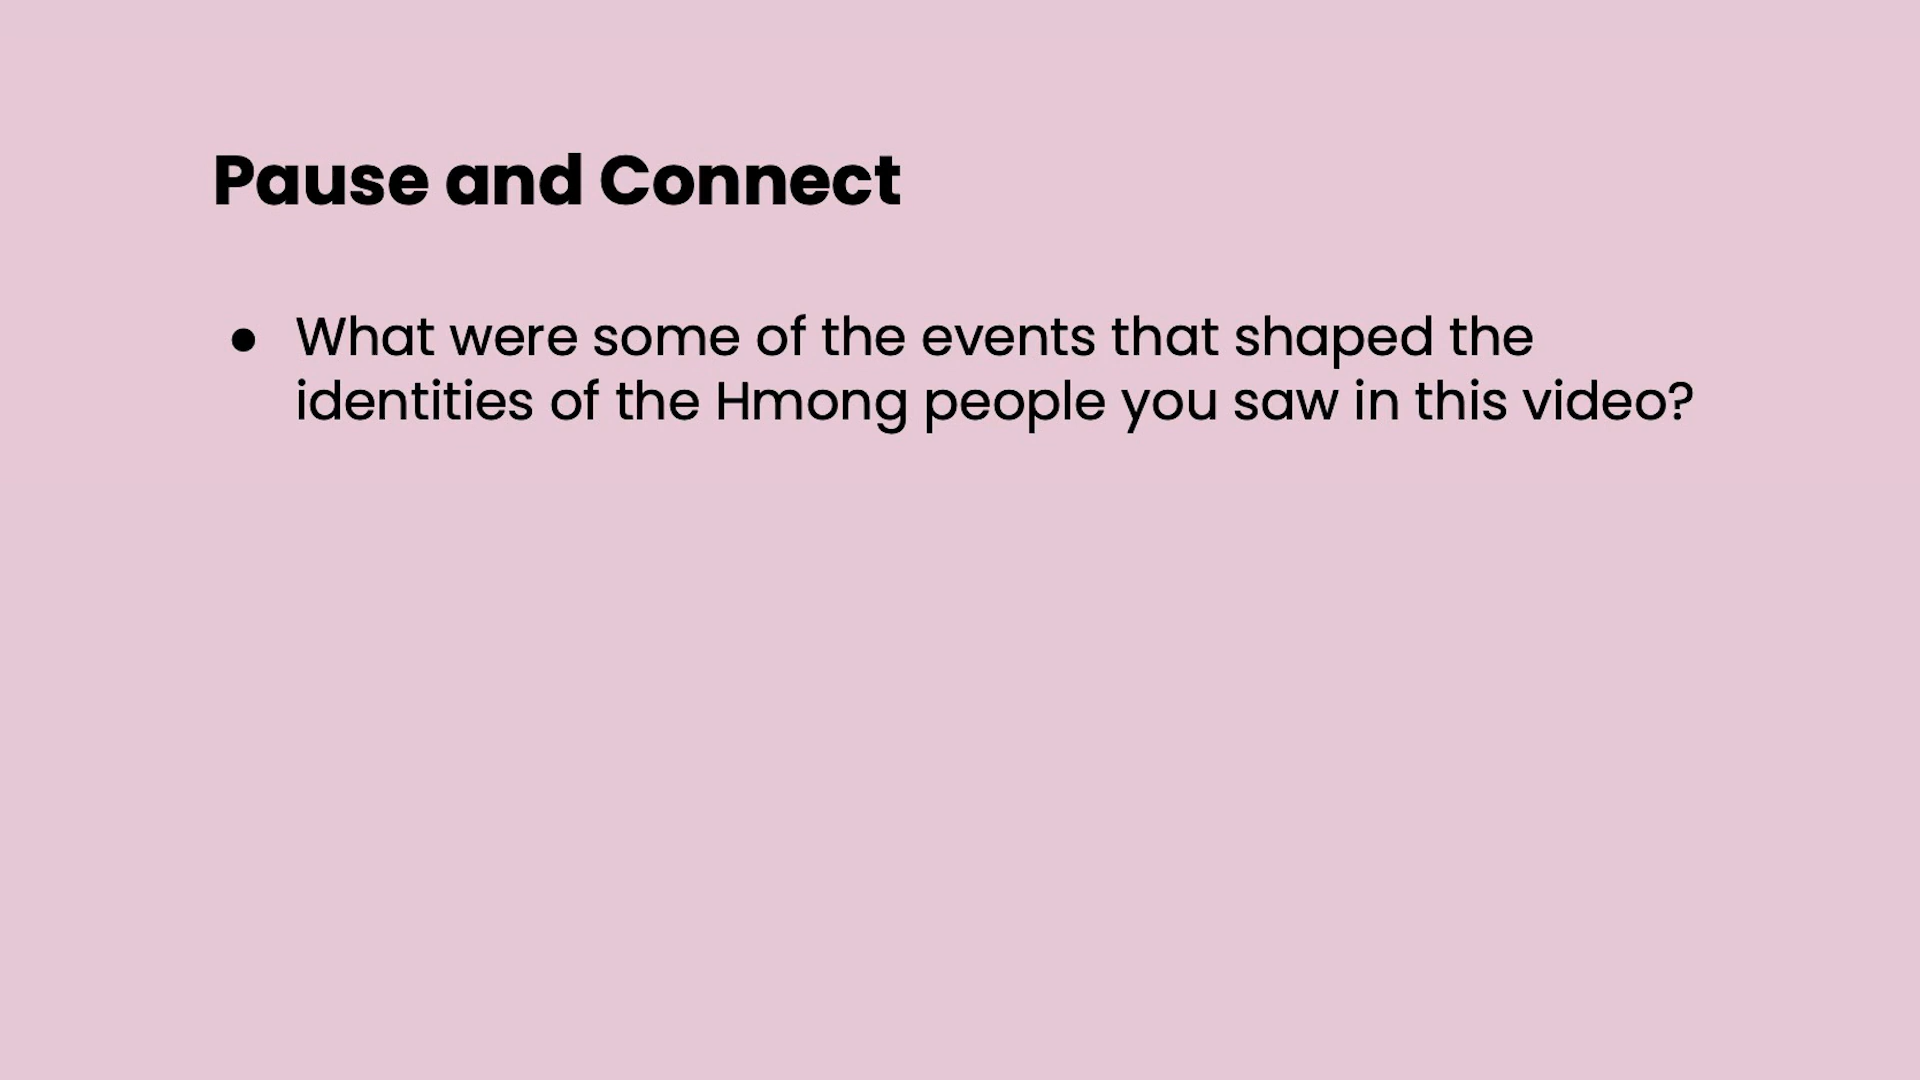 Pause and Connect
● What were some of the events that shaped the
identities of the Hmong people you saw in this video?